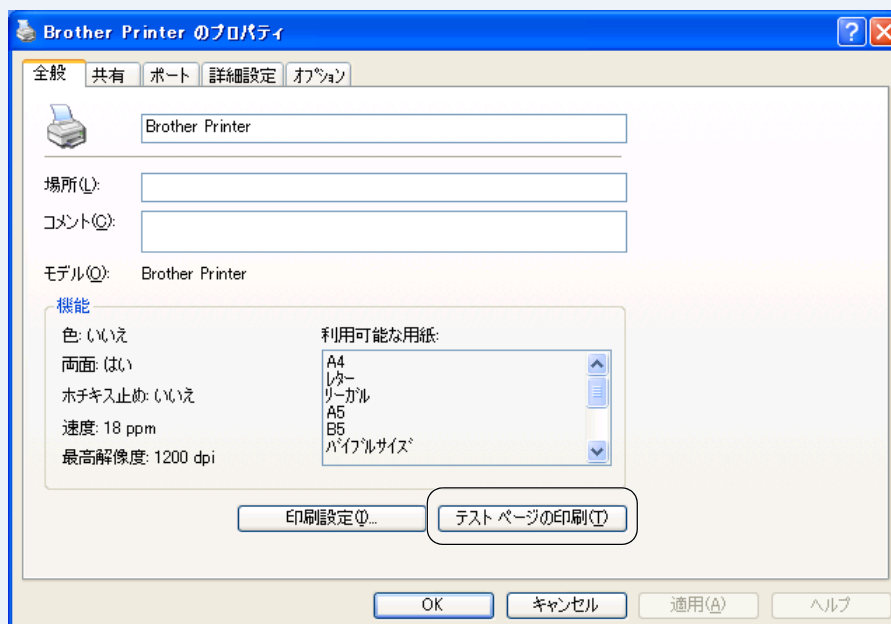 Brother Printer のプロパティ
全般 共有 ポート 詳細設定 オプション
Brother Printer
場所(L):
コメント(C):
モデル(O): Brother Printer
機能
色: いいえ
両面: はい
ホチキス止め: いいえ
速度: 18 ppm
最高解像度: 1200 dpi
利用可能な用紙:
A4
レター
リーガル
A5
B5
バイブルサイズ
印刷設定(I)... テスト ページの印刷(T)
OK キャンセル 適用(A) ヘルプ